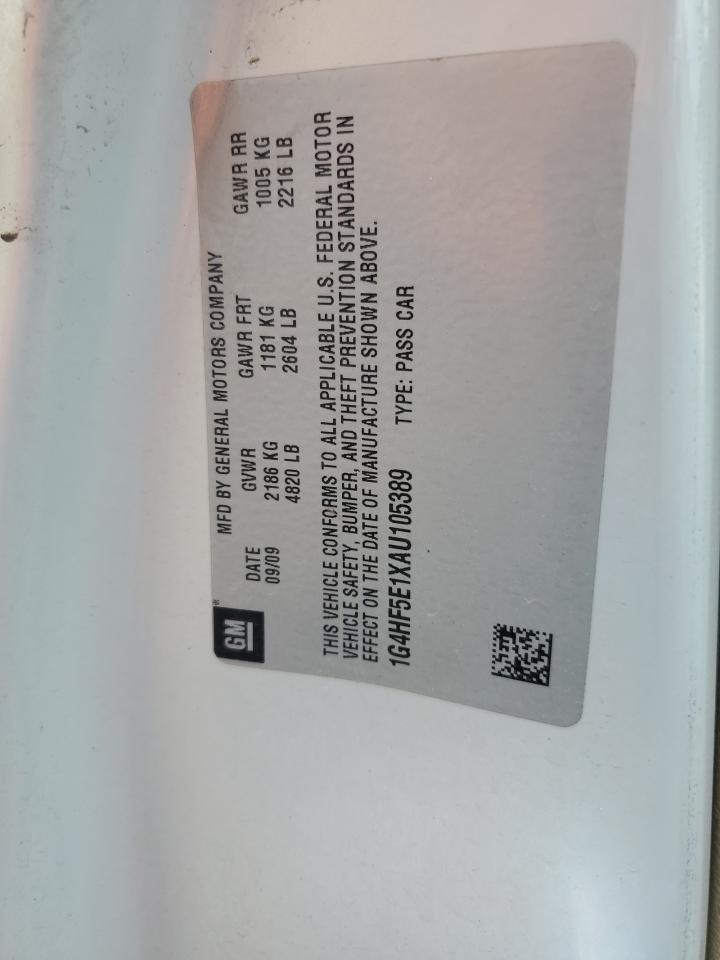 GM
MFD BY GENERAL MOTORS COMPANY
DATE GVWR GAWR FRT GAWR RR
09/09 2186 KG 1181 KG 1005 KG
4820 LB 2604 LB 2216 LB
THIS VEHICLE CONFORMS TO ALL APPLICABLE U.S. FEDERAL MOTOR
VEHICLE SAFETY, BUMPER, AND THEFT PREVENTION STANDARDS IN
EFFECT ON THE DATE OF MANUFACTURE SHOWN ABOVE.
1G4HF5E1XAU105389 TYPE: PASS CAR